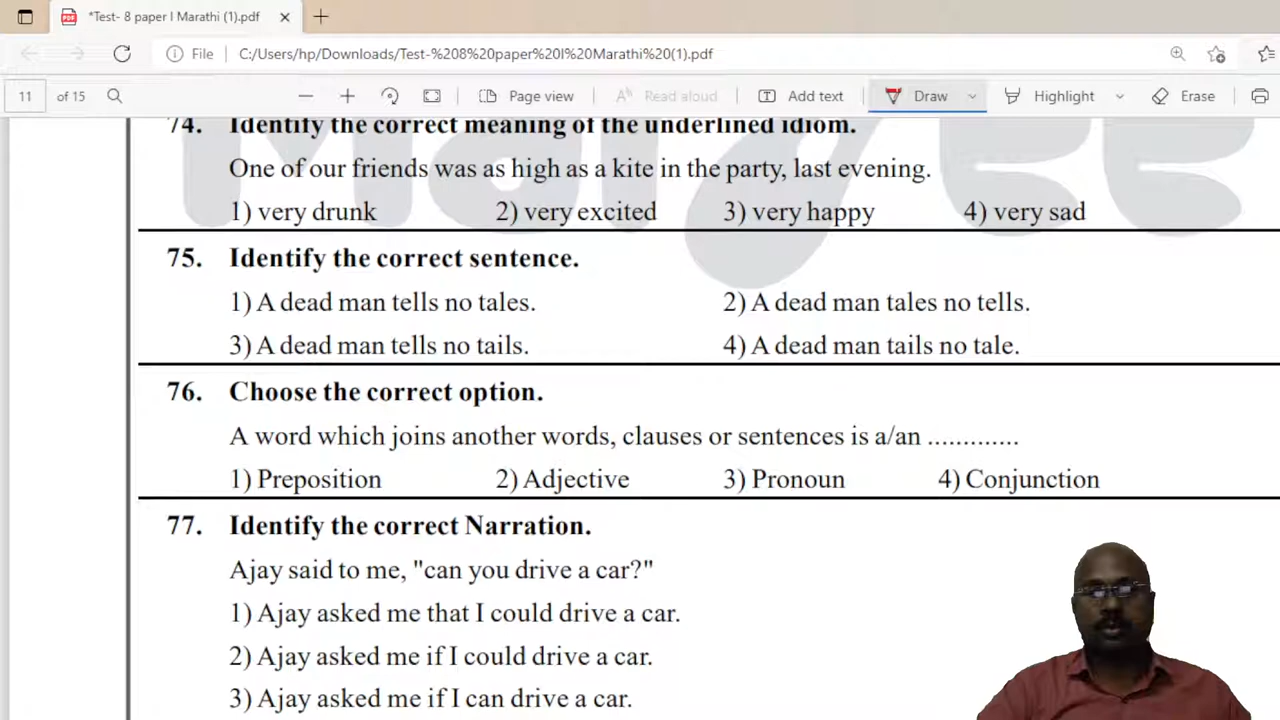 *Test- 8 paper I Marathi (1).pdf
File C:/Users/hp/Downloads/Test-%208%20paper%20I%20Marathi%20(1).pdf
11 of 15 Page view Read aloud Add text Draw Highlight Erase
74. Identify the correct meaning of the underlined idiom.
One of our friends was as high as a kite in the party, last evening.
1) very drunk 2) very excited 3) very happy 4) very sad
75. Identify the correct sentence.
1) A dead man tells no tales. 2) A dead man tales no tells.
3) A dead man tells no tails. 4) A dead man tails no tale.
76. Choose the correct option.
A word which joins another words, clauses or sentences is a/an .............
1) Preposition 2) Adjective 3) Pronoun 4) Conjunction
77. Identify the correct Narration.
Ajay said to me, "can you drive a car?"
1) Ajay asked me that I could drive a car.
2) Ajay asked me if I could drive a car.
3) Ajay asked me if I can drive a car.